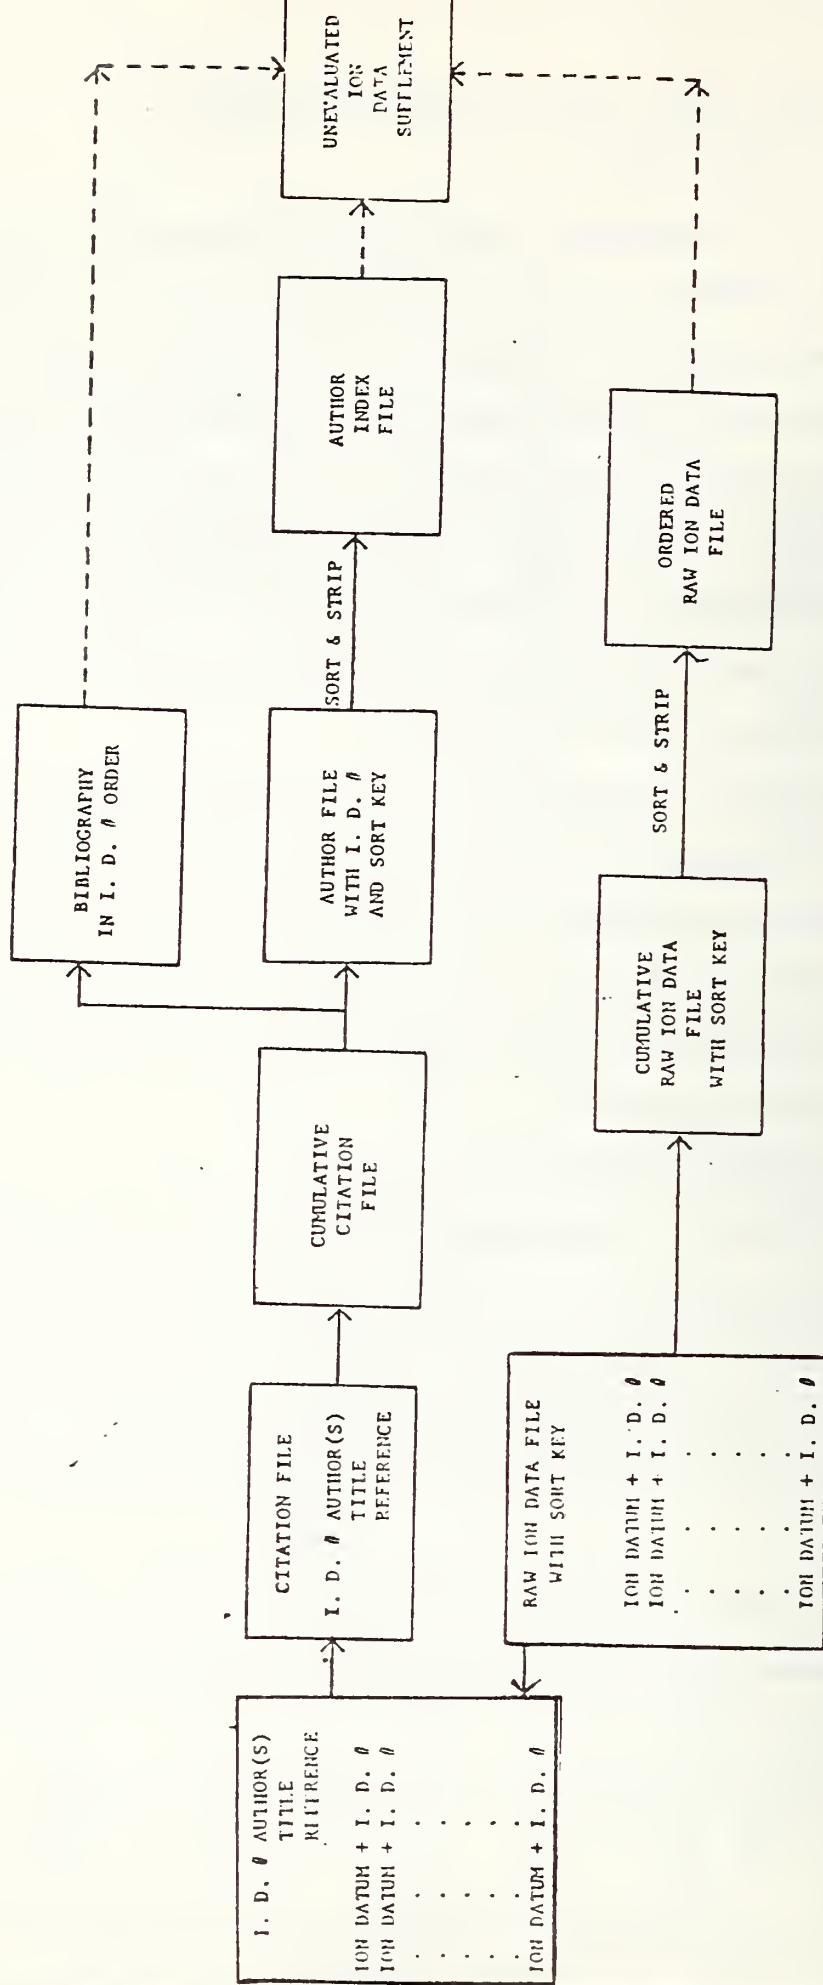 I. D. # AUTHOR(S)
TITLE
REFERENCE
ION DATUM + I. D. #
ION DATUM + I. D. #
. . .
. . .
. . .
. . .
ION DATUM + I. D. #
CITATION FILE
I. D. # AUTHOR(S)
TITLE
REFERENCE
CUMULATIVE
CITATION
FILE
BIBLIOGRAPHY
IN I. D. # ORDER
AUTHOR FILE
WITH I. D. #
AND SORT KEY
SORT & STRIP
AUTHOR
INDEX
FILE
UNEVALUATED
ION
DATA
SUPPLEMENT
RAW ION DATA FILE
WITH SORT KEY
ION DATUM + I. D. #
ION DATUM + I. D. #
. . .
. . .
. . .
. . .
. . .
ION DATUM + I. D. #
CUMULATIVE
RAW ION DATA
FILE
WITH SORT KEY
SORT & STRIP
ORDERED
RAW ION DATA
FILE